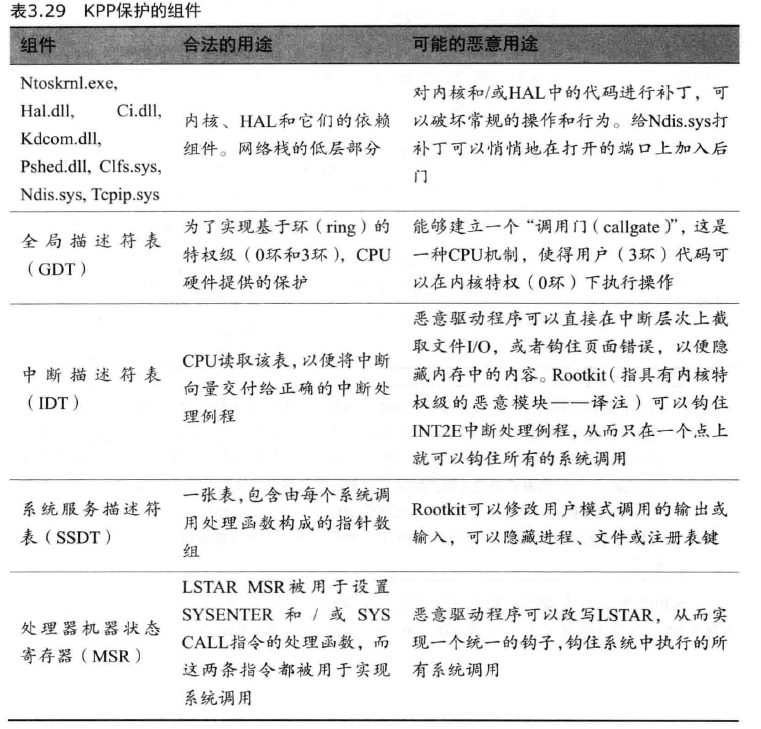 表3.29 KPP保护的组件
组件 合法的用途 可能的恶意用途
Ntoskrnl.exe,
Hal.dll, Ci.dll,
Kdcom.dll,
Pshed.dll, Clfs.sys,
Ndis.sys, Tcpip.sys
内核、HAL和它们的依赖
组件。网络栈的低层部分
对内核和/或HAL中的代码进行补丁，可
以破坏常规的操作和行为。给Ndis.sys打
补丁可以悄悄地在打开的端口上加入后
门
全局描述符表
（GDT）
为了实现基于环（ring）的
特权级（0环和3环），CPU
硬件提供的保护
能够建立一个“调用门（callgate）”，这是
一种CPU机制，使得用户（3环）代码可
以在内核特权（0环）下执行操作
中断描述符表
（IDT）
CPU读取该表，以便将中断
向量交付给正确的中断处
理例程
恶意驱动程序可以直接在中断层次上截
取文件I/O，或者钩住页面错误，以便隐
藏内存中的内容。Rootkit（指具有内核特
权级的恶意模块——译注）可以钩住
INT2E中断处理例程，从而只在一个点上
就可以钩住所有的系统调用
系统服务描述符
表（SSDT）
一张表，包含由每个系统调
用处理函数构成的指针数
组
Rootkit可以修改用户模式调用的输出或
输入，可以隐藏进程、文件或注册表键
处理器机器状态
寄存器（MSR）
LSTAR MSR被用于设置
SYSENTER 和 / 或 SYS
CALL指令的处理函数，而
这两条指令都被用于实现
系统调用
恶意驱动程序可以改写LSTAR，从而实
现一个统一的钩子，钩住系统中执行的所
有系统调用